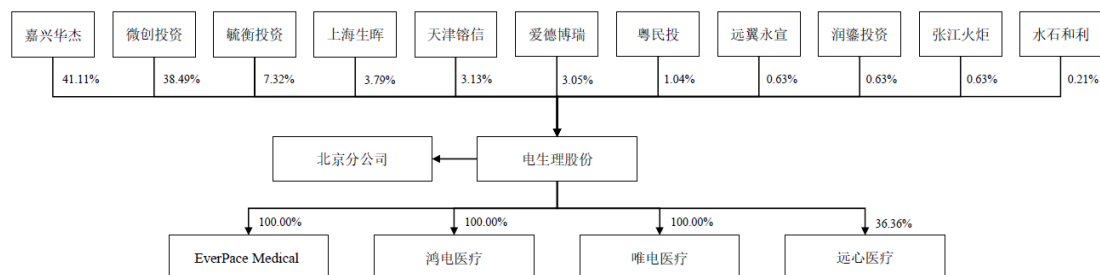 嘉兴华杰
微创投资
毓衡投资
上海生晖
天津镕信
爱德博瑞
粤民投
远翼永宣
润鋆投资
张江火炬
水石和利
41.11%
38.49%
7.32%
3.79%
3.13%
3.05%
1.04%
0.63%
0.63%
0.63%
0.21%
北京分公司
电生理股份
100.00%
100.00%
100.00%
36.36%
EverPace Medical
鸿电医疗
唯电医疗
远心医疗